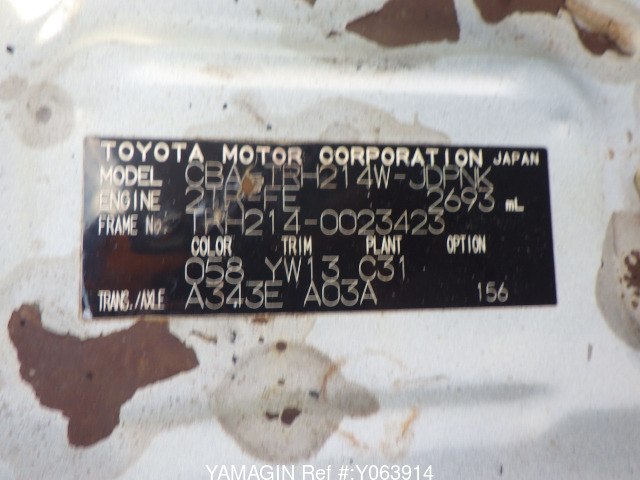 TOYOTA MOTOR CORPORATION JAPAN
MODEL CBA-TRH214W-JDPNK
ENGINE 2TR-FE 2693 mL
FRAME No. TRH214-0023423
COLOR TRIM PLANT OPTION
058 YW13 C31
TRANS./AXLE A343E A03A 156
YAMAGIN Ref #:Y063914